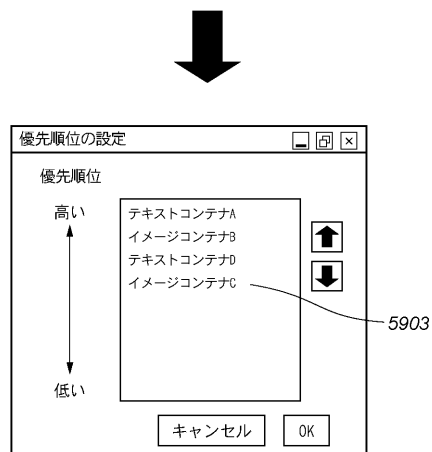 優先順位の設定
優先順位
高い
テキストコンテナA
イメージコンテナB
テキストコンテナD
イメージコンテナC
5903
低い
キャンセル
OK